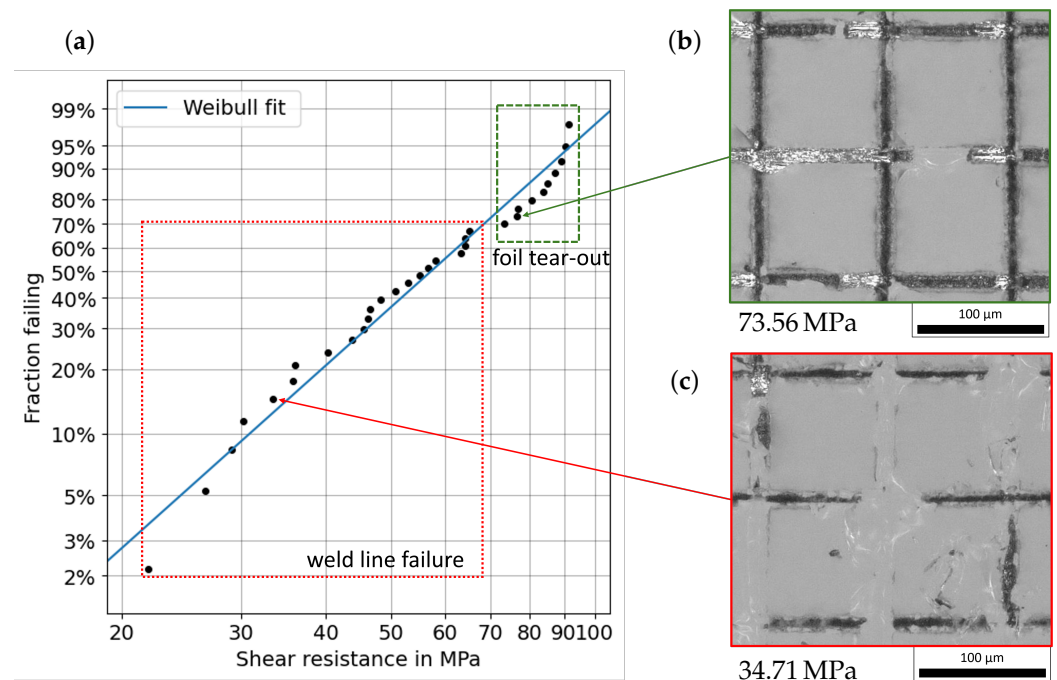 (a)
(b)
Weibull fit
99%
95%
90%
80%
70%
60%
50%
40%
30%
20%
10%
5%
3%
2%
Fraction failing
foil tear-out
weld line failure
20 30 40 50 60 70 80 90 100
Shear resistance in MPa
73.56 MPa
100 µm
(c)
34.71 MPa
100 µm